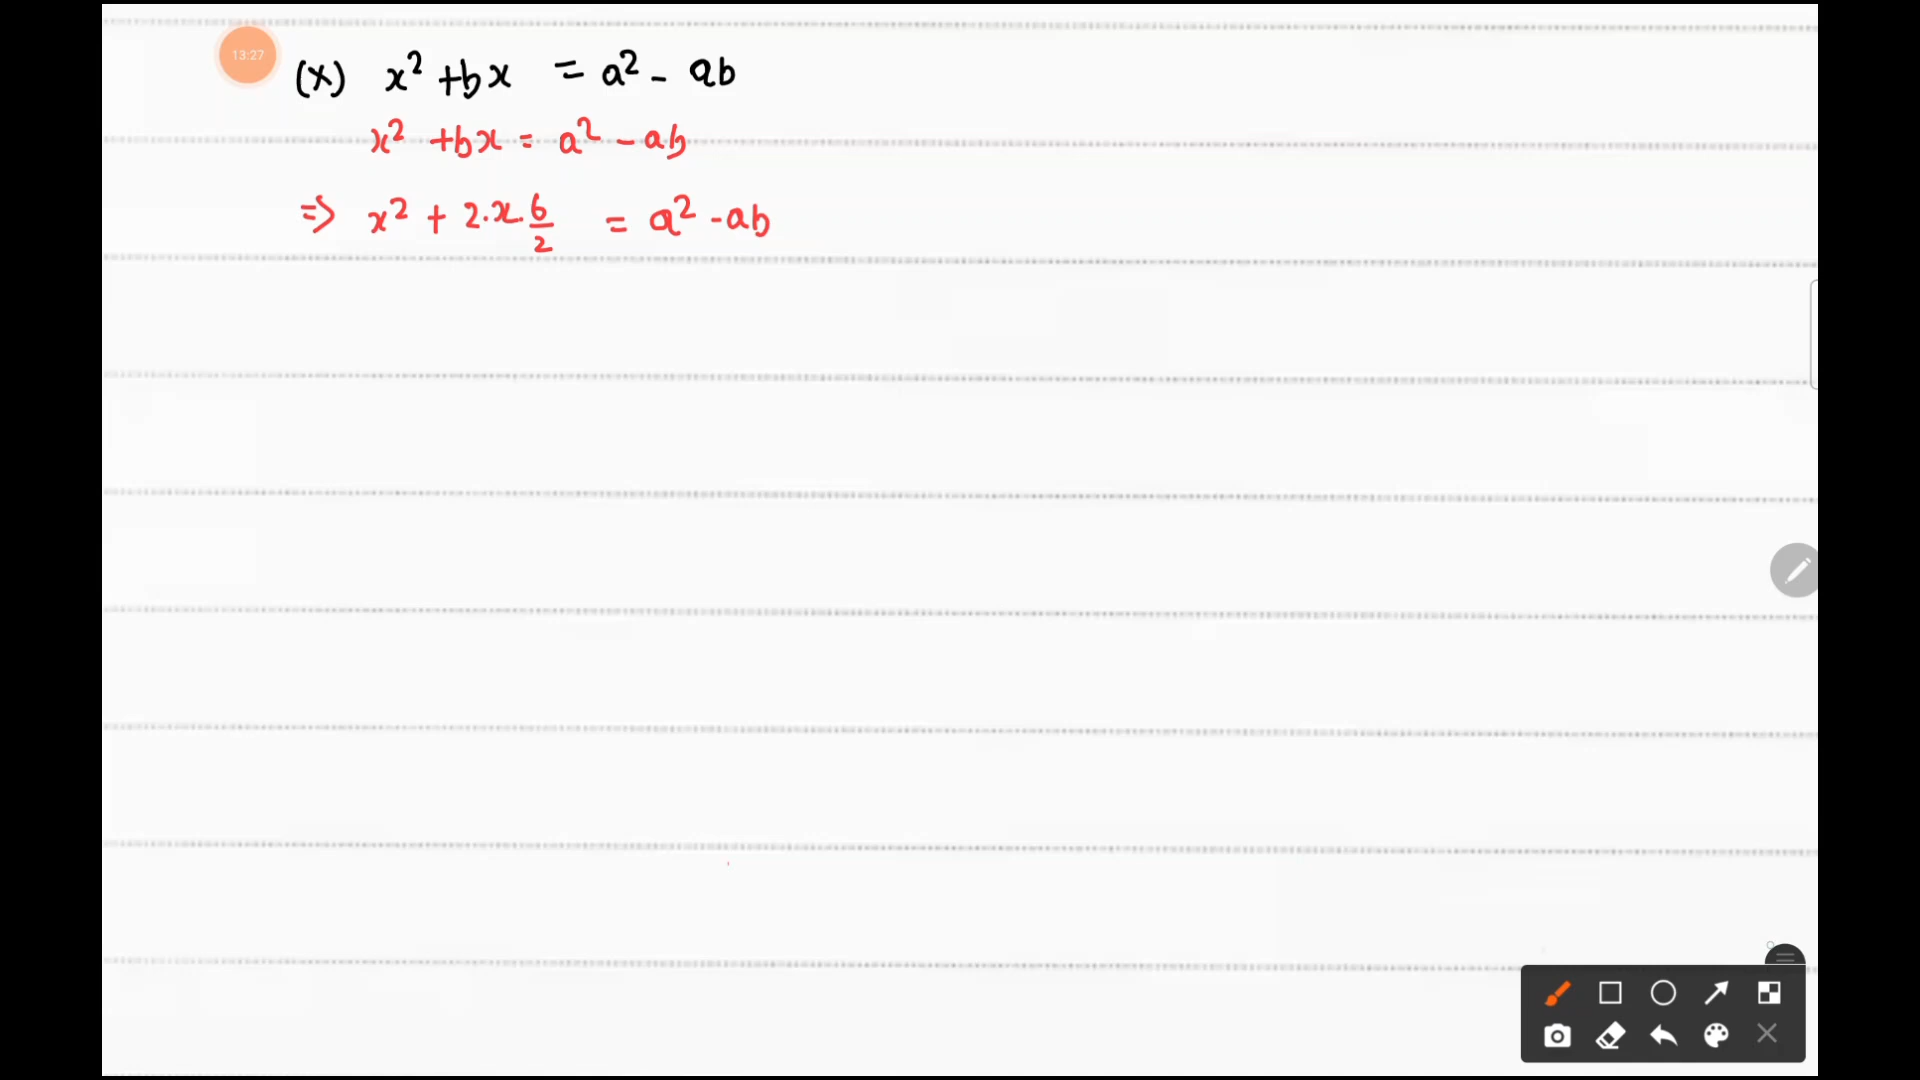 13:27
(x) x² + bx = a² - ab
x² + bx = a² - ab
=> x² + 2·x·b/2 = a² - ab